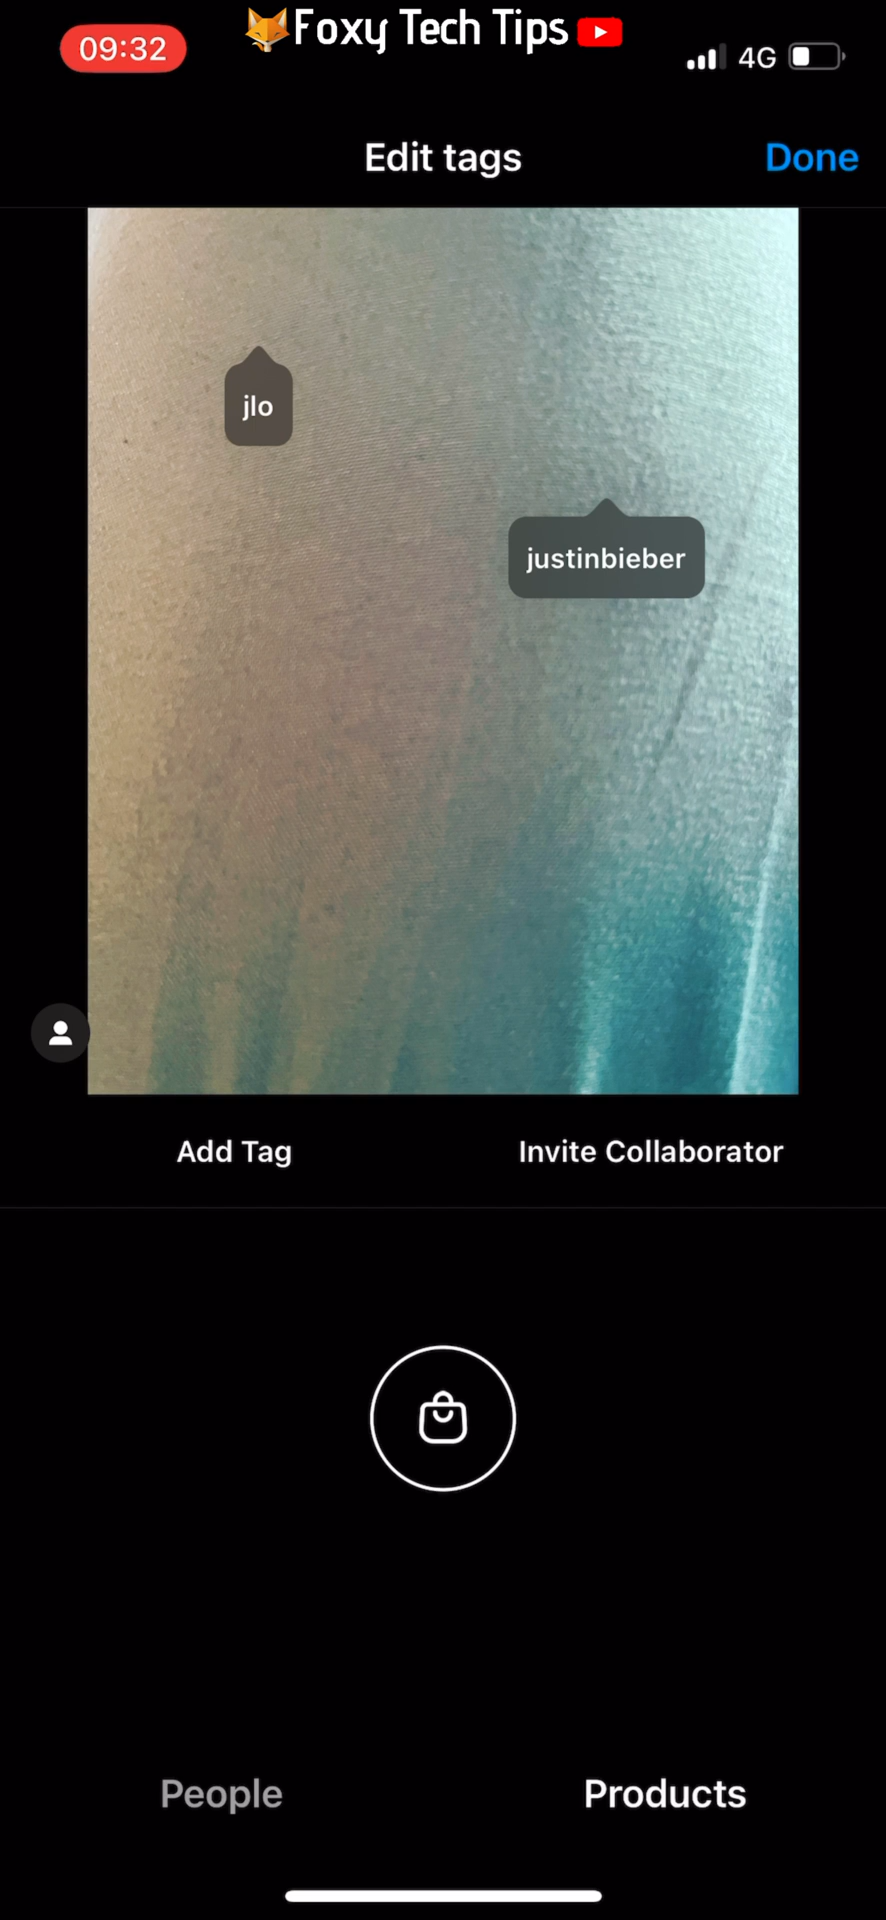 09:32
Foxy Tech Tips
4G
Edit tags
Done
jlo
justinbieber
Add Tag
Invite Collaborator
People
Products